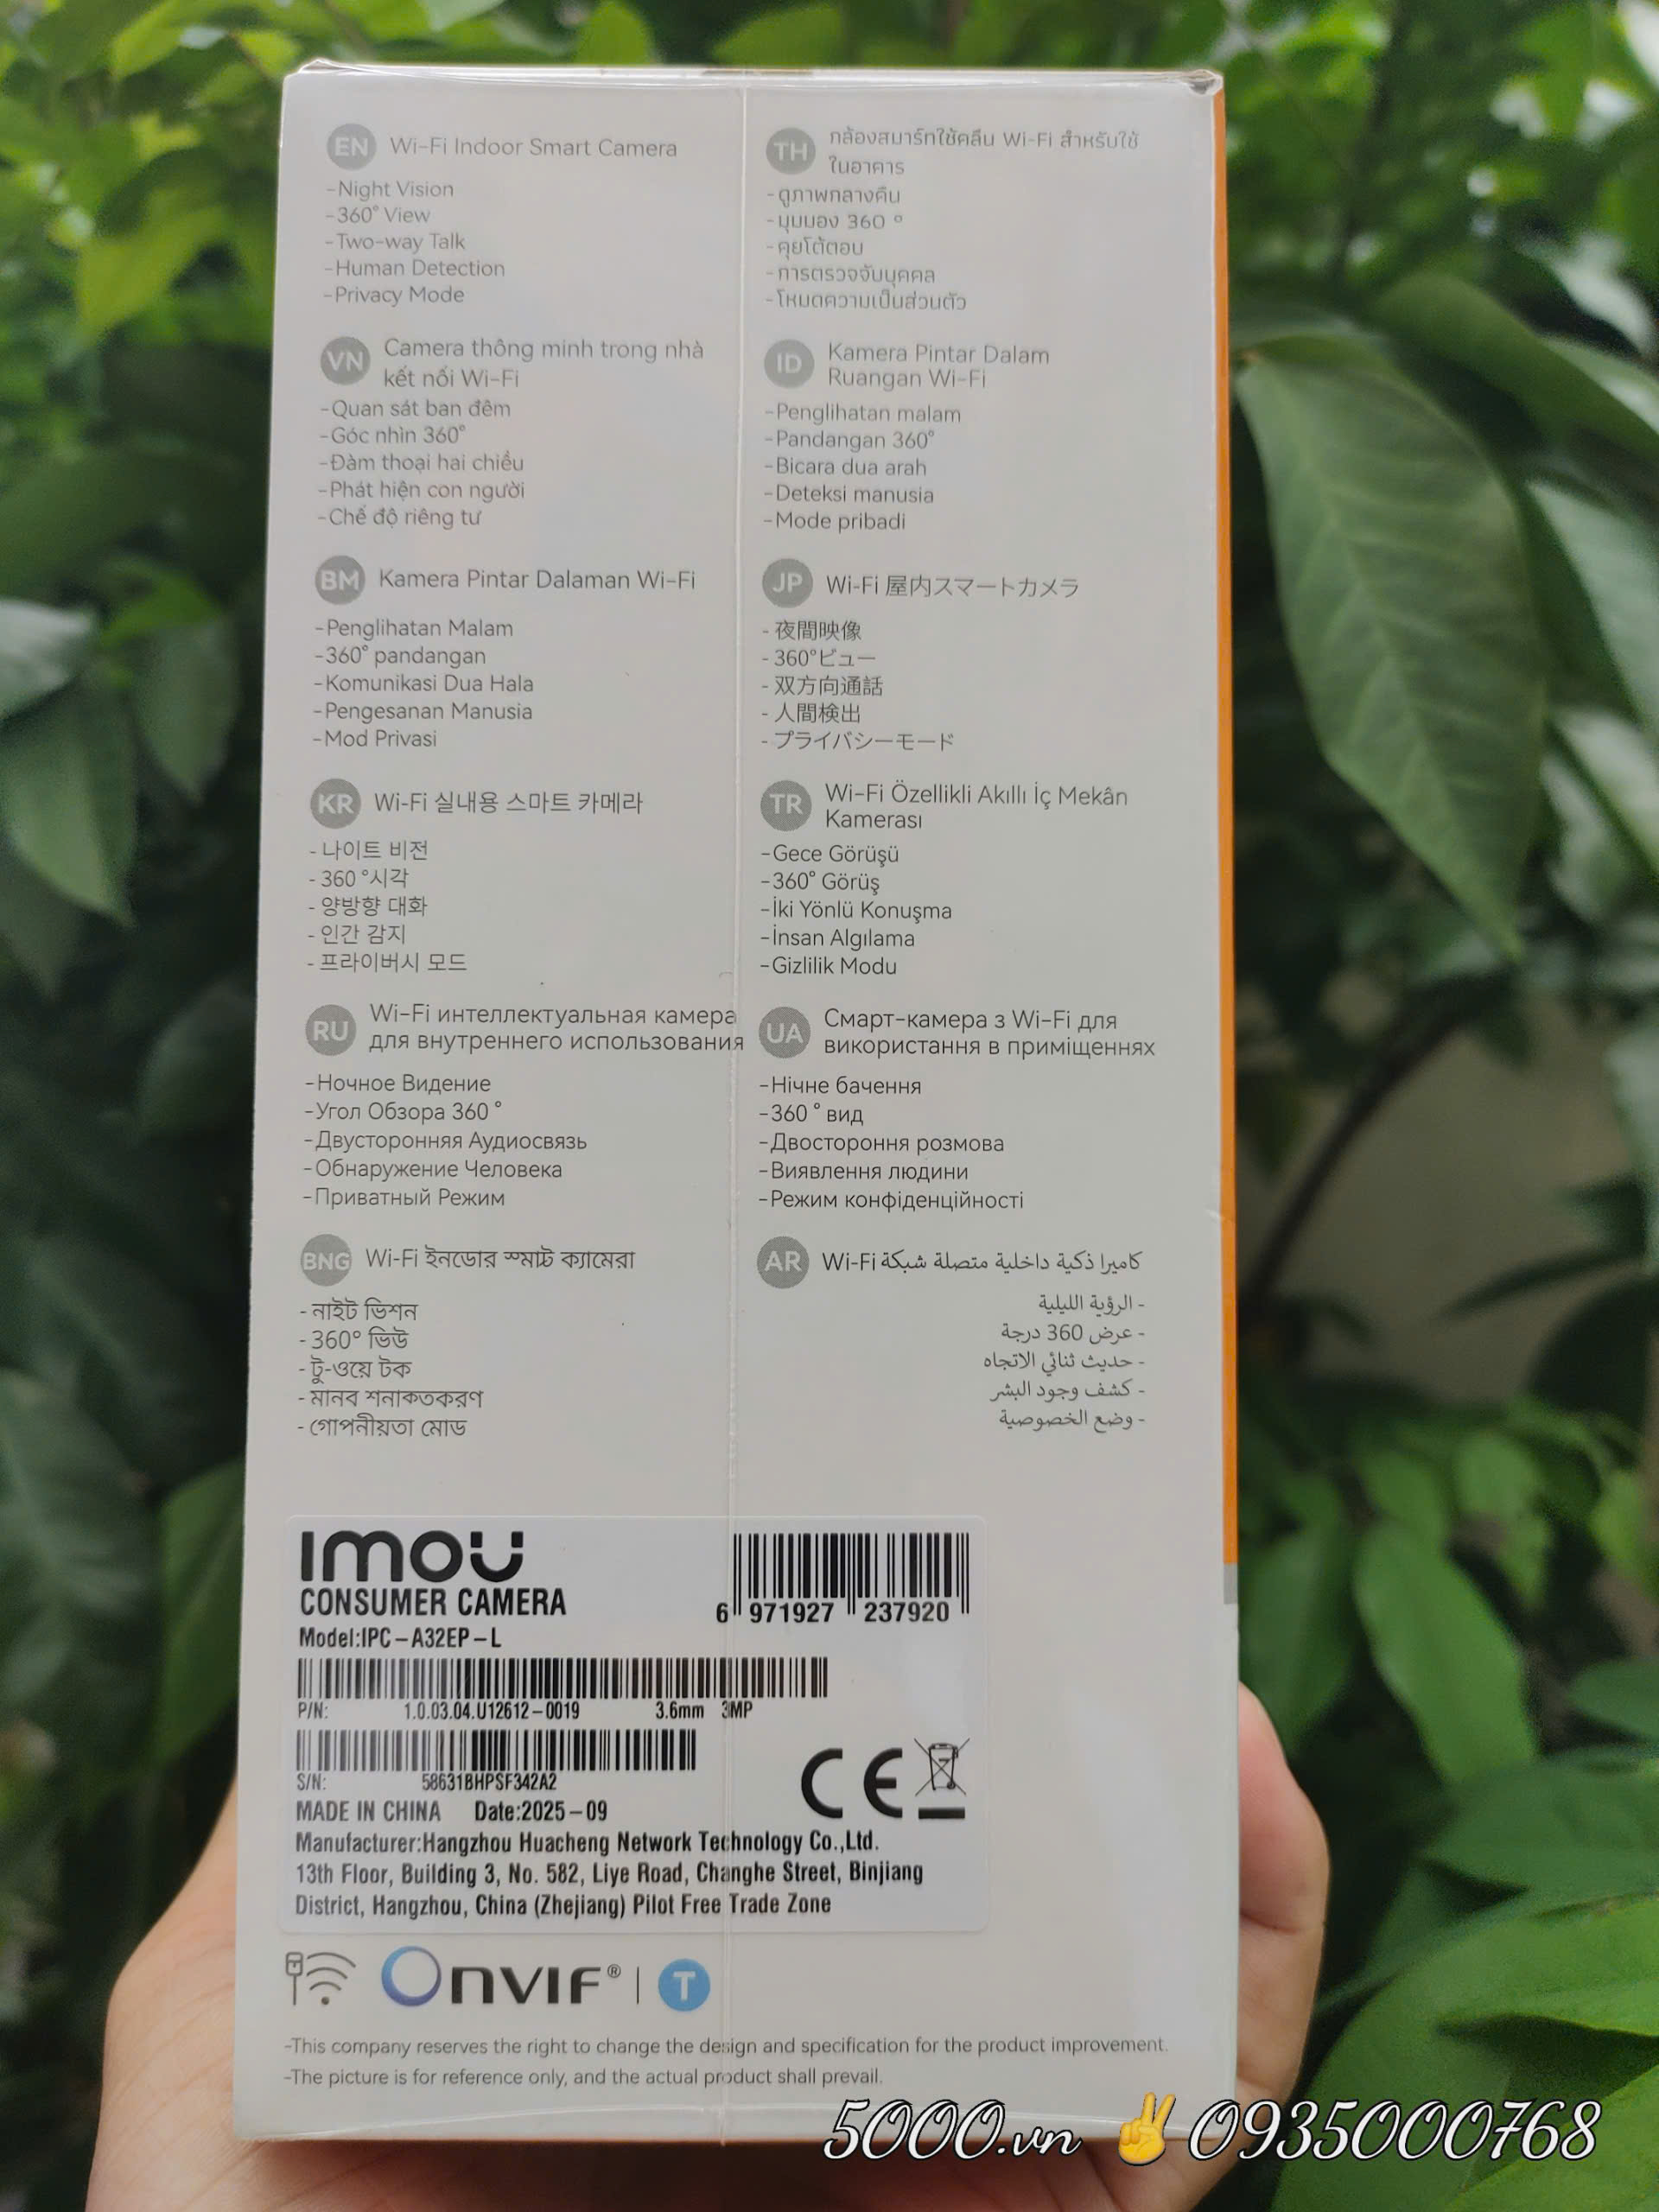 EN Wi-Fi Indoor Smart Camera
-Night Vision
-360° View
-Two-way Talk
-Human Detection
-Privacy Mode
VN Camera thông minh trong nhà
kết nối Wi-Fi
-Quan sát ban đêm
-Góc nhìn 360°
-Đàm thoại hai chiều
-Phát hiện con người
-Chế độ riêng tư
BM Kamera Pintar Dalaman Wi-Fi
-Penglihatan Malam
-360° pandangan
-Komunikasi Dua Hala
-Pengesanan Manusia
-Mod Privasi
KR Wi-Fi 실내용 스마트 카메라
- 나이트 비전
- 360 °시각
- 양방향 대화
- 인간 감지
- 프라이버시 모드
RU Wi-Fi интеллектуальная камера
для внутреннего использования
-Ночное Видение
-Угол Обзора 360 °
-Двусторонняя Аудиосвязь
-Обнаружение Человека
-Приватный Режим
BNG Wi-Fi ইনডোর স্মার্ট ক্যামেরা
- নাইট ভিশন
- 360° ভিউ
- টু-ওয়ে টক
- মানব শনাক্তকরণ
- গোপনীয়তা মোড
TH กล้องสมาร์ทใช้คลื่น Wi-Fi สำหรับใช้
ในอาคาร
-ดูภาพกลางคืน
-มุมมอง 360 °
-คุยโต้ตอบ
-การตรวจจับบุคคล
-โหมดความเป็นส่วนตัว
ID Kamera Pintar Dalam
Ruangan Wi-Fi
-Penglihatan malam
-Pandangan 360°
-Bicara dua arah
-Deteksi manusia
-Mode pribadi
JP Wi-Fi 屋内スマートカメラ
- 夜間映像
- 360°ビュー
- 双方向通話
- 人間検出
- プライバシーモード
TR Wi-Fi Özellikli Akıllı İç Mekân
Kamerası
-Gece Görüşü
-360° Görüş
-İki Yönlü Konuşma
-İnsan Algılama
-Gizlilik Modu
UA Смарт-камера з Wi-Fi для
використання в приміщеннях
-Нічне бачення
-360 ° вид
-Двостороння розмова
-Виявлення людини
-Режим конфіденційності
AR كاميرا ذكية داخلية متصلة شبكة Wi-Fi
- الرؤية الليلية
- عرض 360 درجة
- حديث ثنائي الاتجاه
- كشف وجود البشر
- وضع الخصوصية
imou
CONSUMER CAMERA
6 971927 237920
Model:IPC-A32EP-L
P/N: 1.0.03.04.U12612-0019 3.6mm 3MP
S/N: 58631BHPSF342A2
CE
MADE IN CHINA Date:2025-09
Manufacturer:Hangzhou Huacheng Network Technology Co.,Ltd.
13th Floor, Building 3, No. 582, Liye Road, Changhe Street, Binjiang
District, Hangzhou, China (Zhejiang) Pilot Free Trade Zone
ONVIF® | T
-This company reserves the right to change the design and specification for the product improvement.
-The picture is for reference only, and the actual product shall prevail.
5000.vn ✌ 0935000768